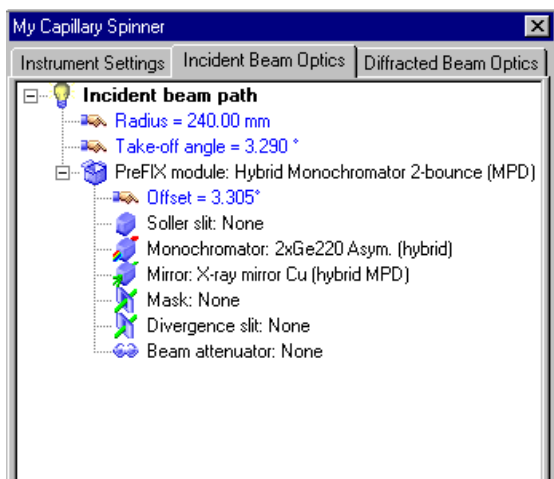 My Capillary Spinner
Instrument Settings Incident Beam Optics Diffracted Beam Optics
Incident beam path
Radius = 240.00 mm
Take-off angle = 3.290 °
PreFIX module: Hybrid Monochromator 2-bounce (MPD)
Offset = 3.305°
Soller slit: None
Monochromator: 2xGe220 Asym. (hybrid)
Mirror: X-ray mirror Cu (hybrid MPD)
Mask: None
Divergence slit: None
Beam attenuator: None